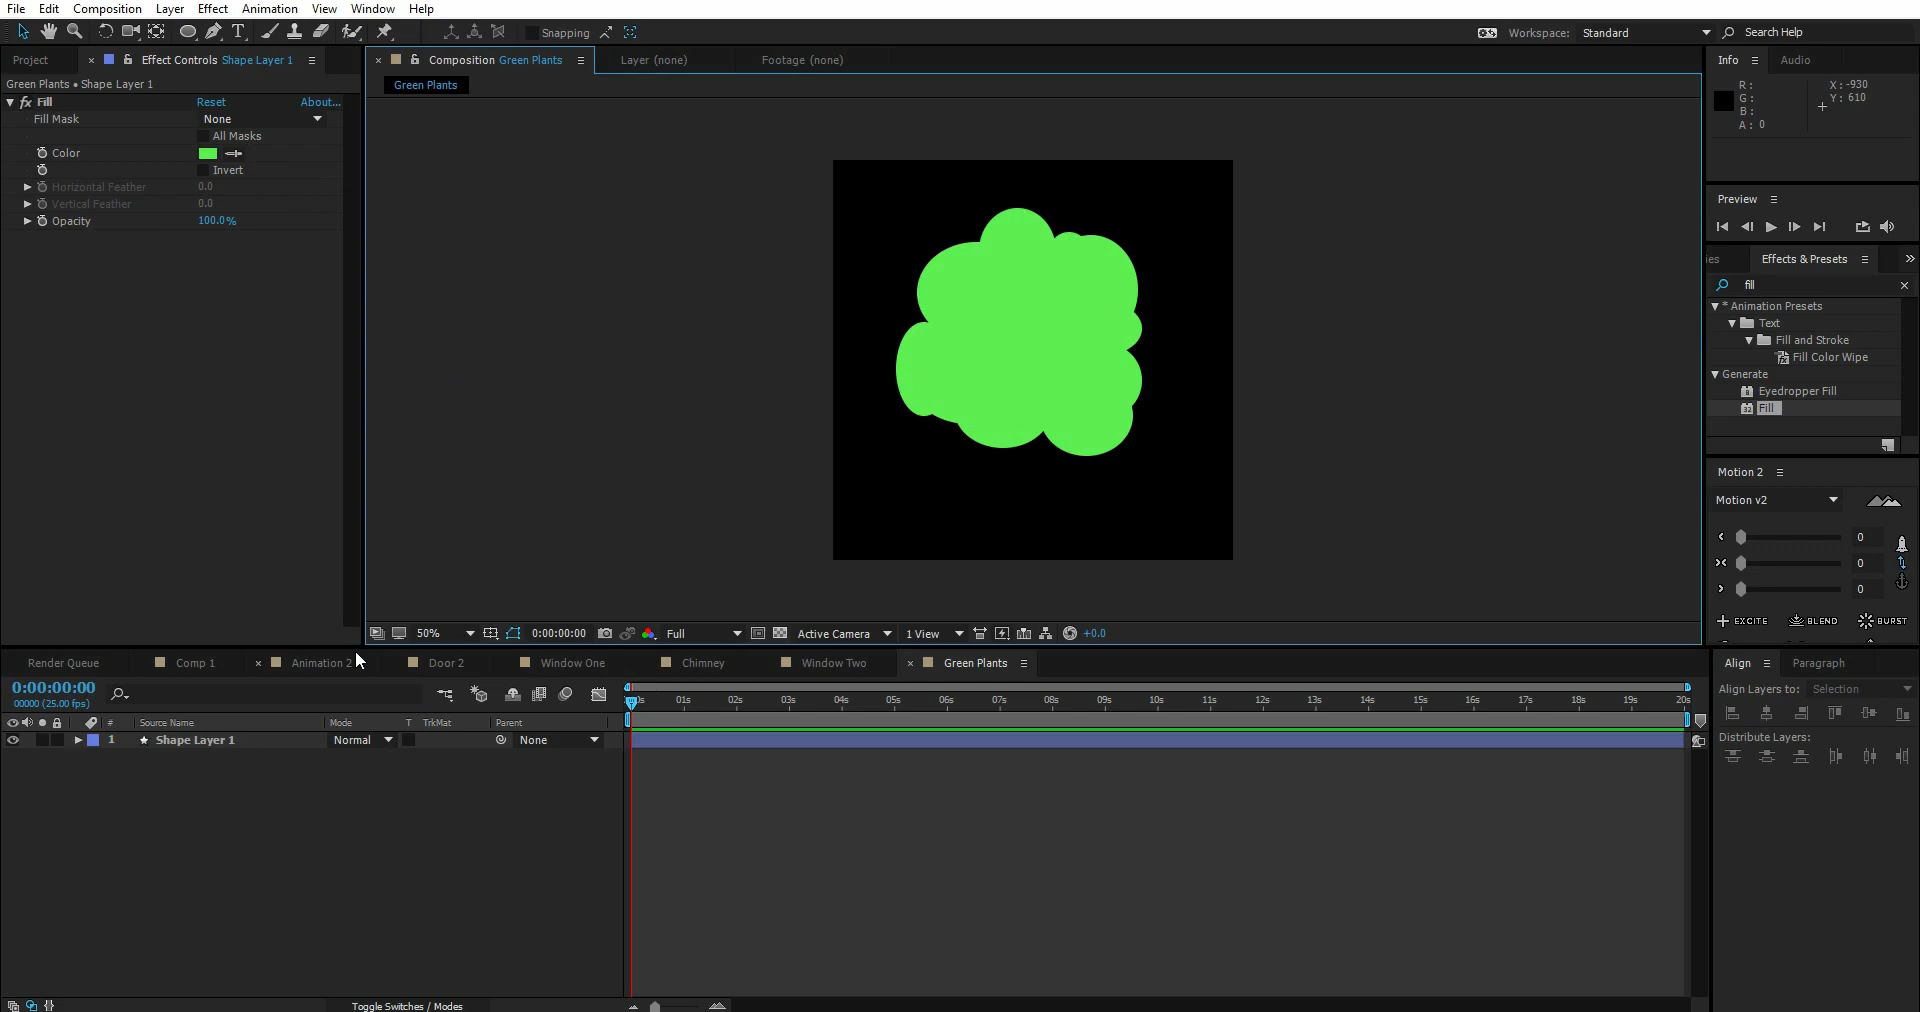 File Edit Composition Layer Effect Animation View Window Help
Snapping
Workspace: Standard
Search Help
Project
× Effect Controls Shape Layer 1
× Composition Green Plants
Layer (none)
Footage (none)
Info
Audio
Green Plants • Shape Layer 1
Green Plants
fx Fill Reset About...
Fill Mask None
All Masks
Color
Invert
Horizontal Feather 0.0
Vertical Feather 0.0
Opacity 100.0%
R:
G:
B:
A: 0
X: -930
Y: 610
Preview
Effects & Presets
fill
* Animation Presets
Text
Fill and Stroke
Fill Color Wipe
Generate
Eyedropper Fill
32 Fill
Motion 2
Motion v2
0
0
0
EXCITE BLEND BURST
50% 0:00:00:00 Full Active Camera 1 View +0.0
Render Queue Comp 1 × Animation 2 Door 2 Window One Chimney Window Two × Green Plants
0:00:00:00
00000 (25.00 fps)
01s 02s 03s 04s 05s 06s 07s 08s 09s 10s 11s 12s 13s 14s 15s 16s 17s 18s 19s 20s
# Source Name Mode T TrkMat Parent
1 Shape Layer 1 Normal None
Align
Paragraph
Align Layers to: Selection
Distribute Layers:
Toggle Switches / Modes